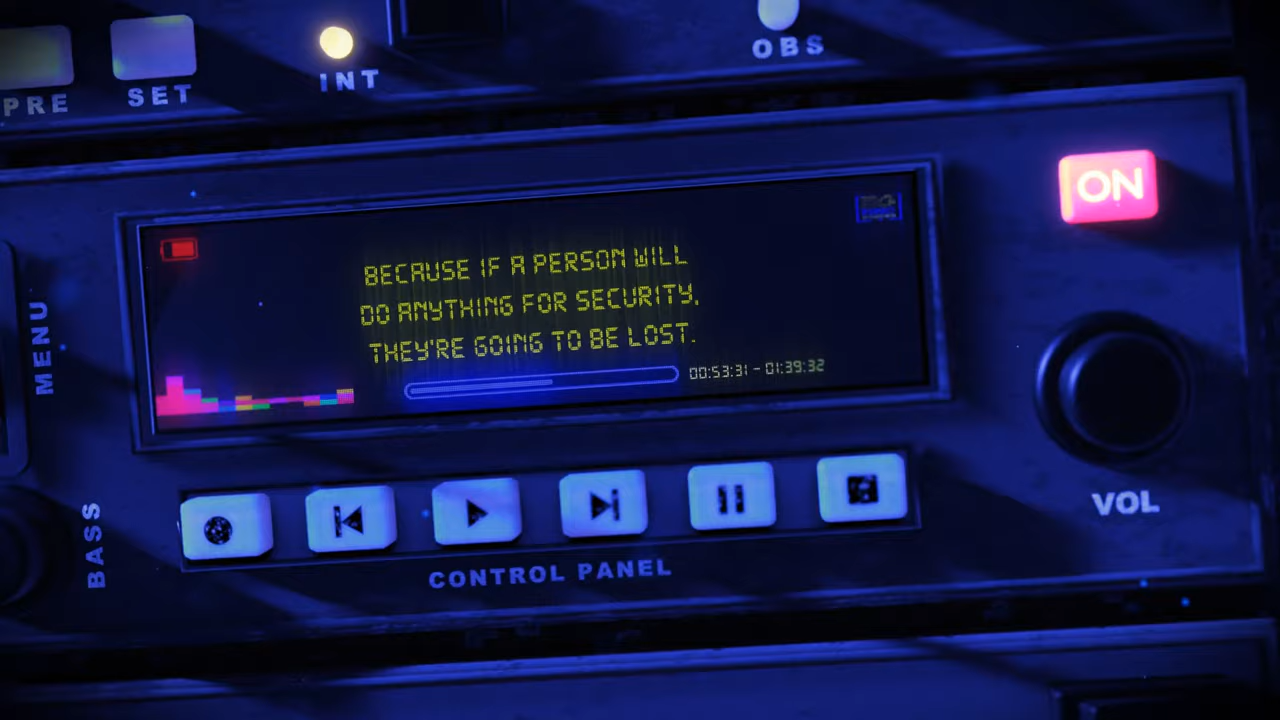 PRE
SET
INT
OBS
ON
BECAUSE IF A PERSON WILL
DO ANYTHING FOR SECURITY,
THEY'RE GOING TO BE LOST.
00:53:31 - 01:39:32
MENU
BASS
VOL
CONTROL PANEL